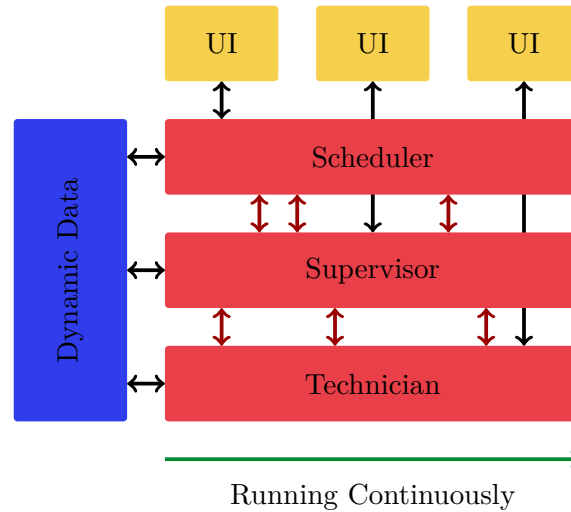 UI
UI
UI
Scheduler
Dynamic Data
Supervisor
Technician
Running Continuously